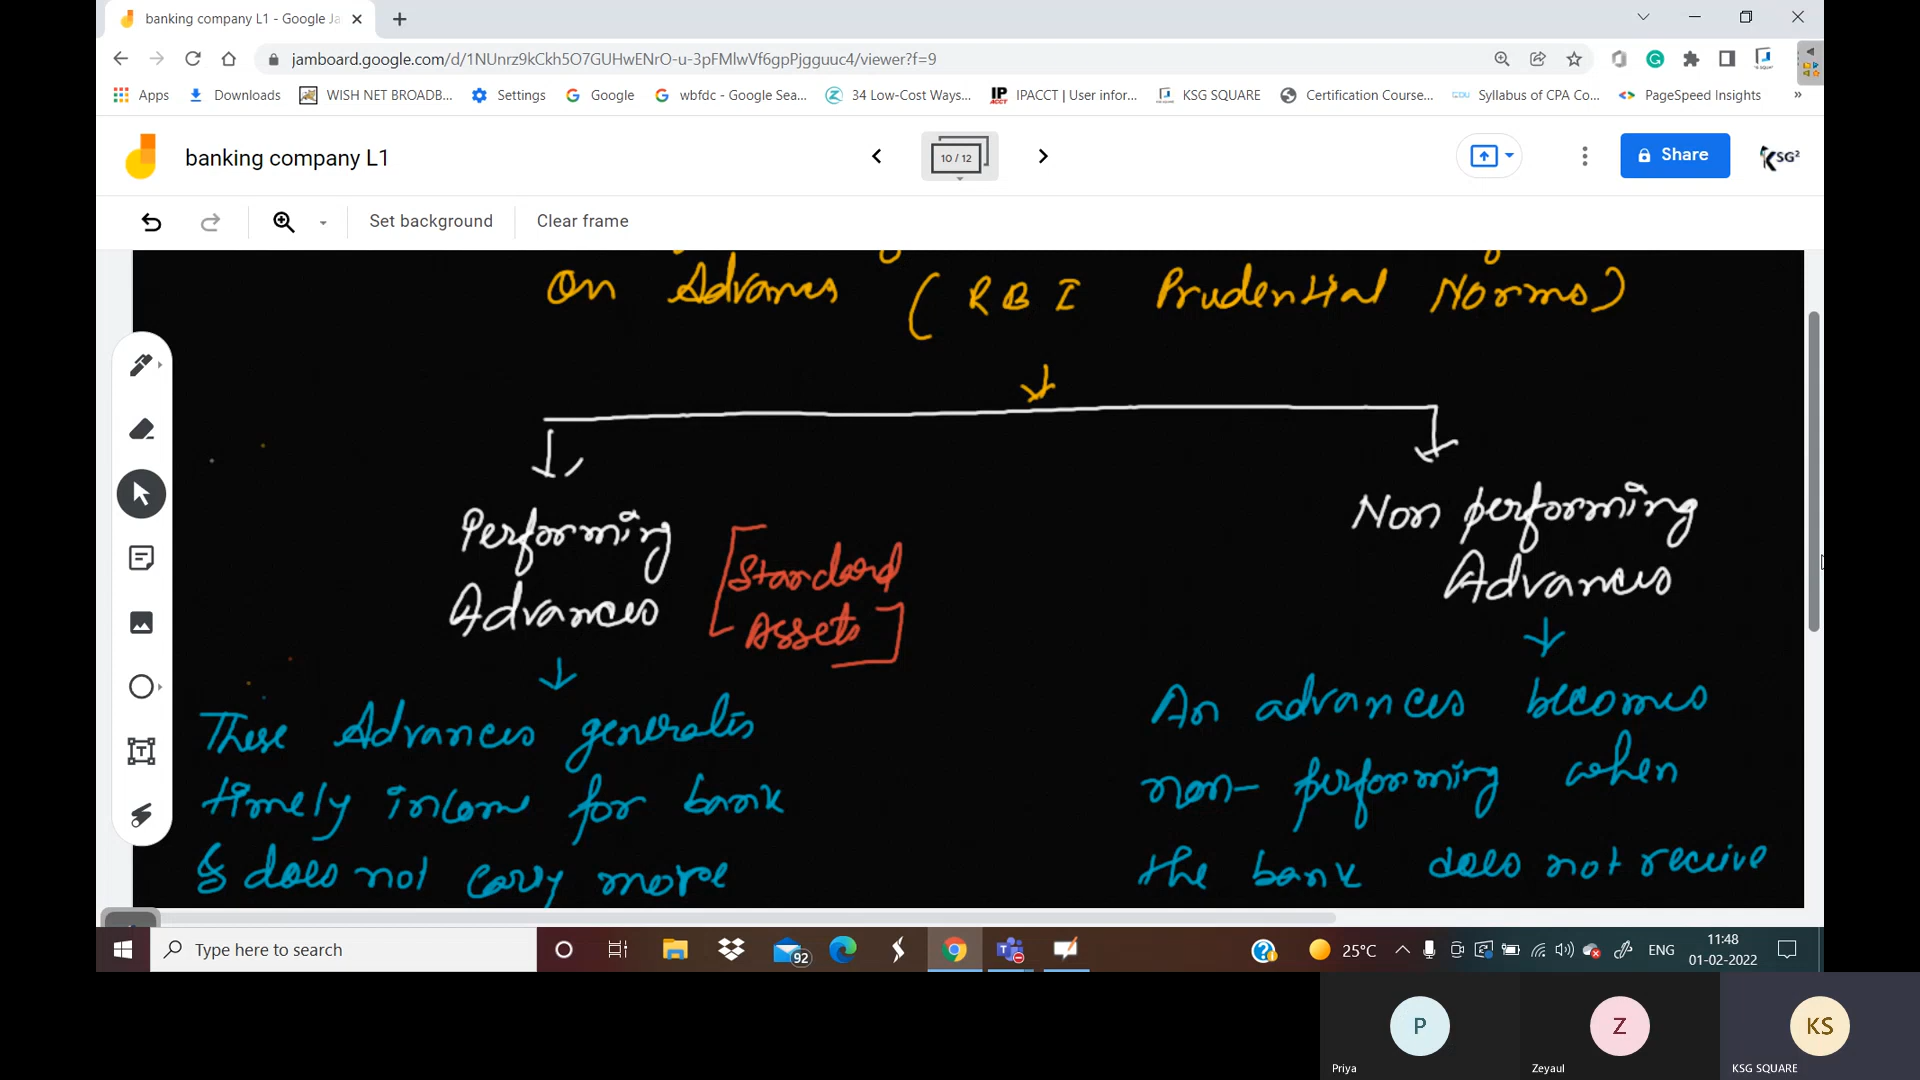 banking company L1 - Google Ja
jamboard.google.com/d/1NUnrz9kCkh5O7GUHwENrO-u-3pFMlwVf6gpPjgguuc4/viewer?f=9
Apps Downloads WISH NET BROADB... Settings Google wbfdc - Google Sea... 34 Low-Cost Ways... IPACCT | User infor... KSG SQUARE Certification Course... Syllabus of CPA Co... PageSpeed Insights »
banking company L1
10 / 12
Share
KSG²
Set background Clear frame
On Advances (RBI Prudential Norms)
Performing
Advances
[Standard
Assets]
Non performing
Advances
These Advances generates
timely income for bank
& does not carry more
An advances becomes
non-performing when
the bank does not receive
Type here to search
92
25°C
ENG
11:48
01-02-2022
P
Z
KS
Priya
Zeyaul
KSG SQUARE